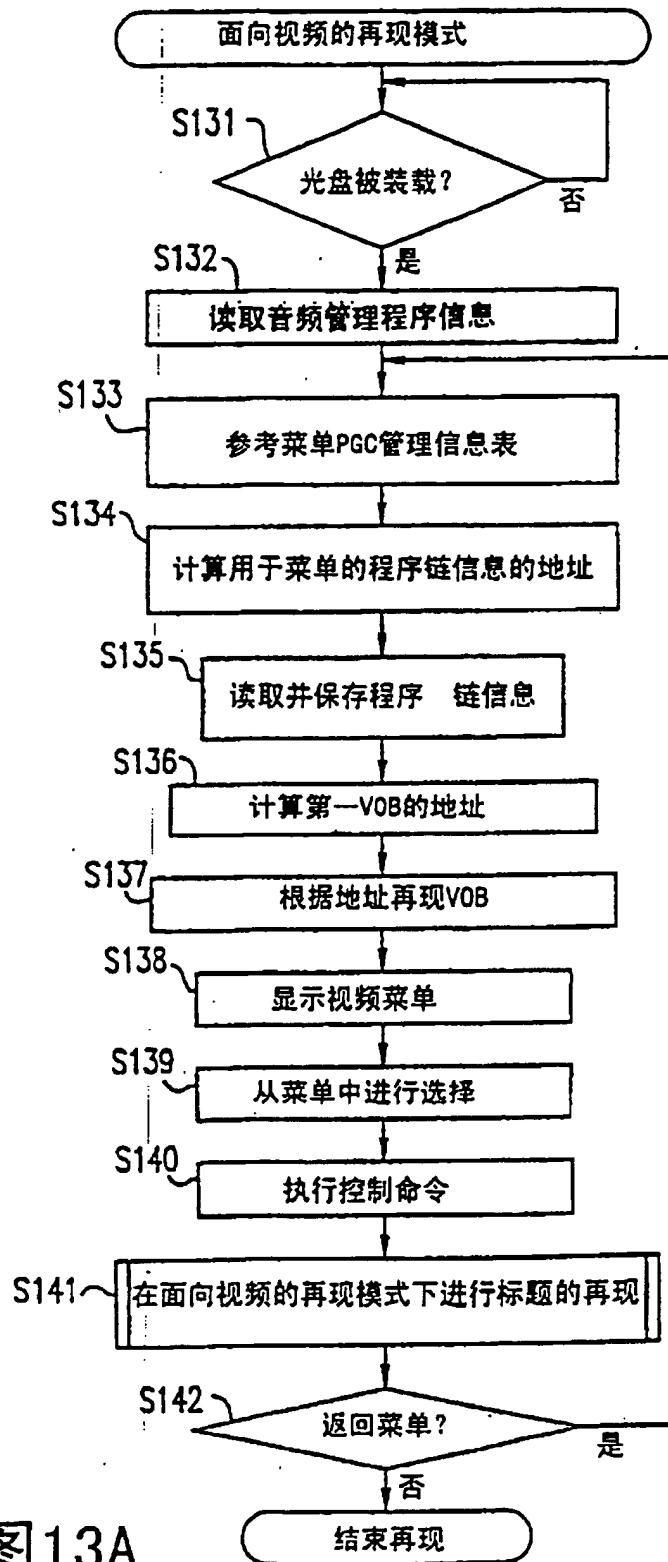 面向视频的再现模式
S131
光盘被装载?
否
是
S132
读取音频管理程序信息
S133
参考菜单PGC管理信息表
S134
计算用于菜单的程序链信息的地址
S135
读取并保存程序 链信息
S136
计算第一VOB的地址
S137
根据地址再现VOB
S138
显示视频菜单
S139
从菜单中进行选择
S140
执行控制命令
S141
在面向视频的再现模式下进行标题的再现
S142
返回菜单?
是
否
结束再现
图13A